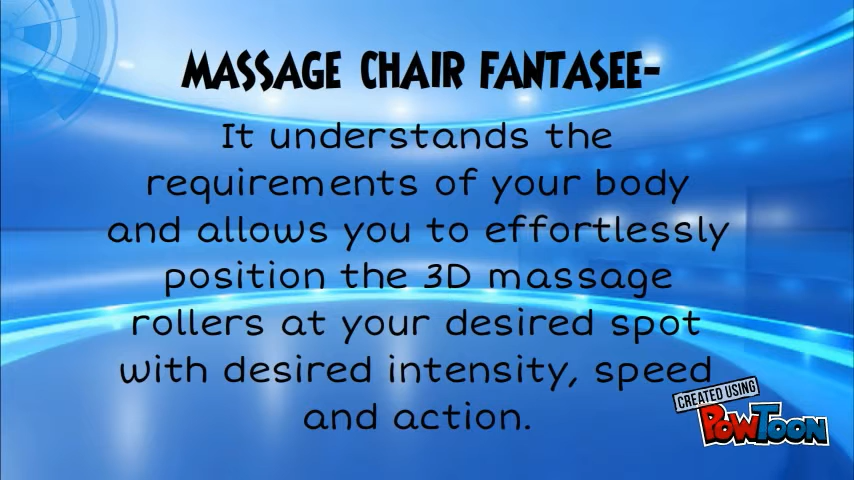 MASSAGE CHAIR FANTASEE-
It understands the
requirements of your body
and allows you to effortlessly
position the 3D massage
rollers at your desired spot
with desired intensity, speed
and action.
CREATED USING
POWTOON